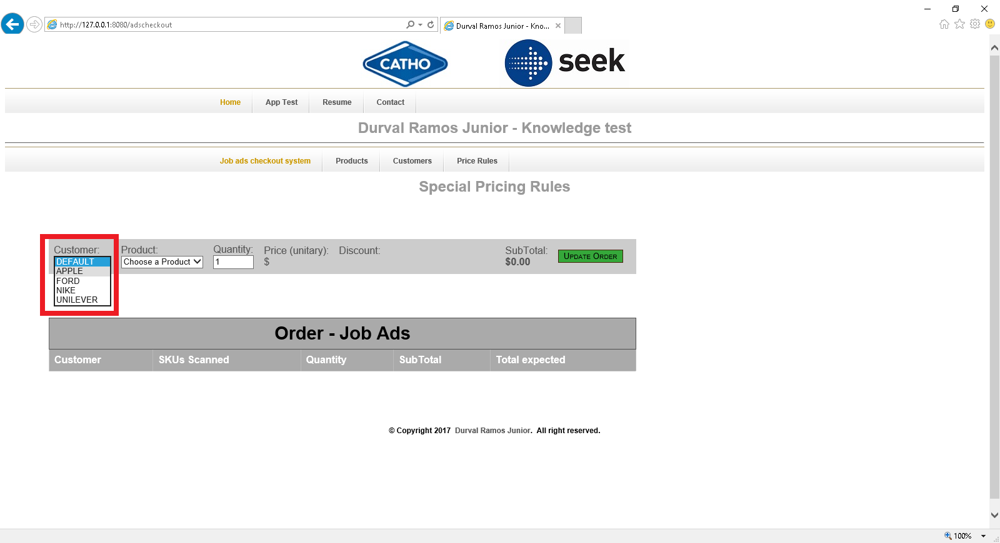 http://127.0.0.1:8080/adscheckout
Durval Ramos Junior - Kno...
CATHO
seek
Home App Test Resume Contact
Durval Ramos Junior - Knowledge test
Job ads checkout system Products Customers Price Rules
Special Pricing Rules
Customer: Product: Quantity: Price (unitary): Discount: SubTotal:
DEFAULT Choose a Product 1 $ $0.00 UPDATE ORDER
APPLE
FORD
NIKE
UNILEVER
Order - Job Ads
Customer SKUs Scanned Quantity SubTotal Total expected
© Copyright 2017 Durval Ramos Junior. All right reserved.
100%